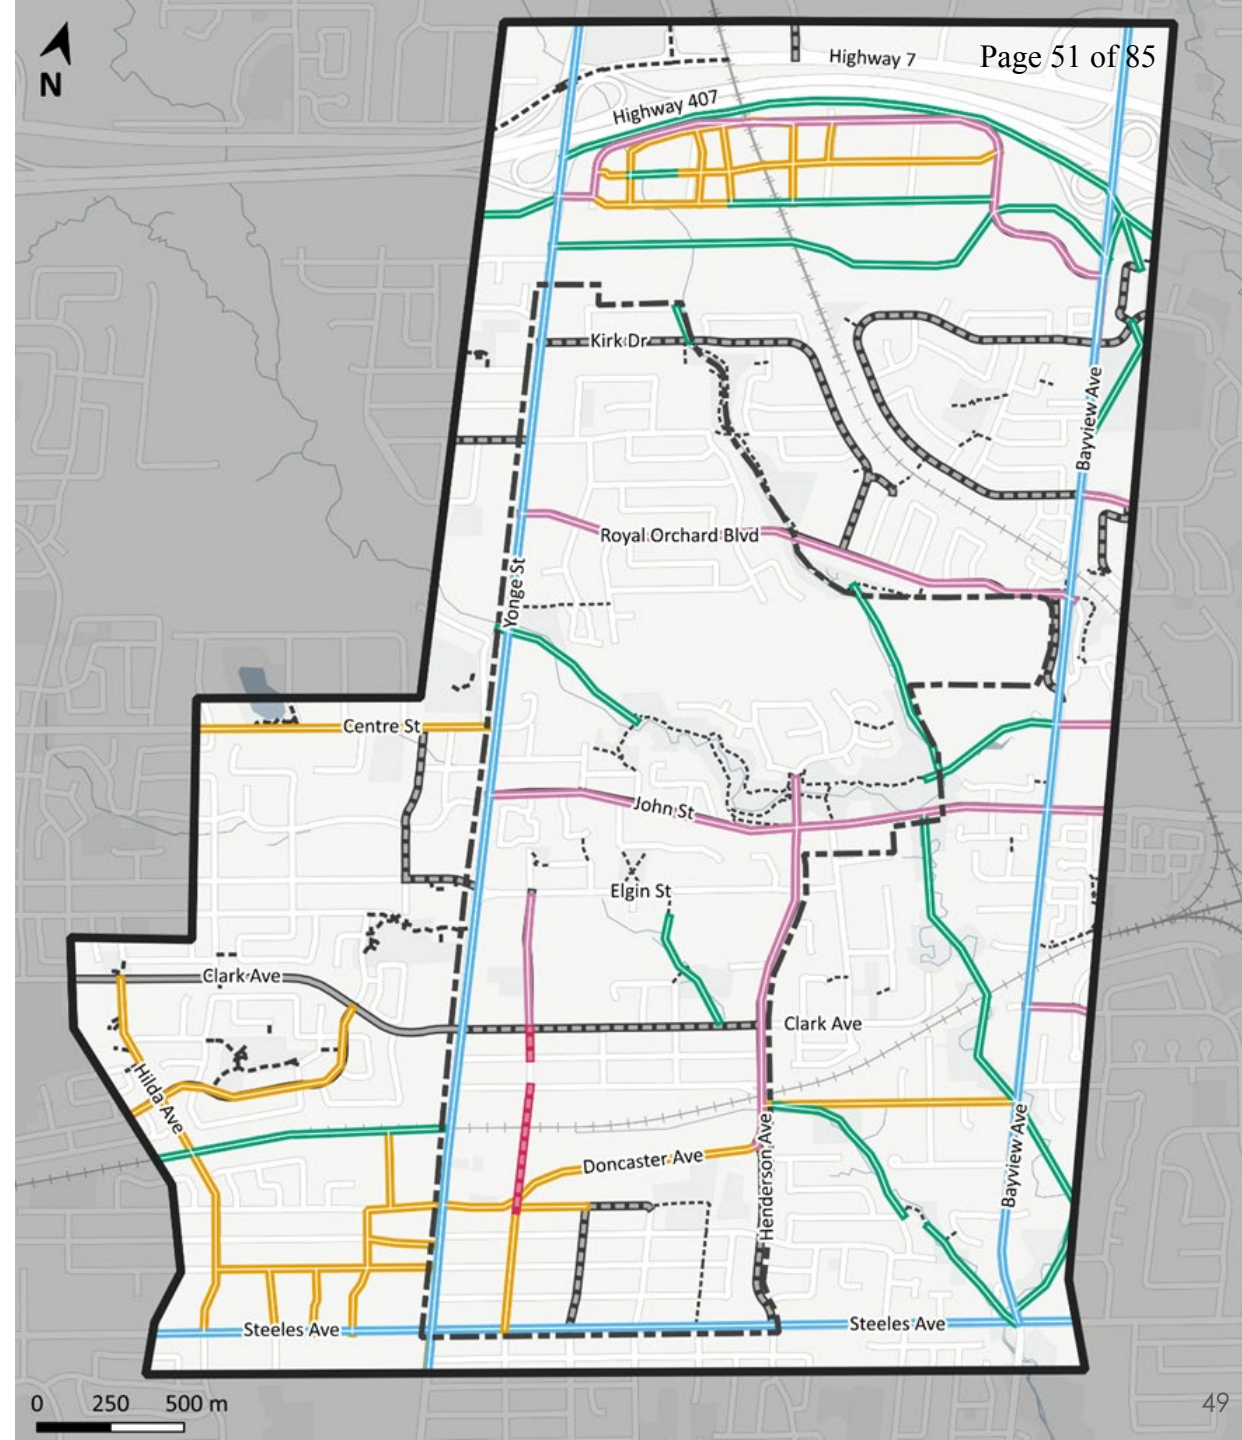 Page 51 of 85
Highway 7
N
Highway 407
Kirk Dr
Bayview Ave
Royal Orchard Blvd
Yonge St
Centre St
John St
Elgin St
Clark Ave
Clark Ave
Hilda Ave
Doncaster Ave
Henderson Ave
Bayview Ave
Steeles Ave
Steeles Ave
0 250 500 m
49